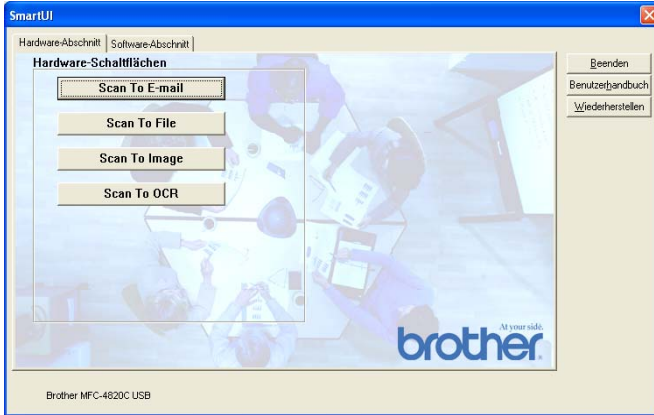 SmartUI
Hardware-Abschnitt Software-Abschnitt
Hardware-Schaltflächen
Scan To E-mail
Scan To File
Scan To Image
Scan To OCR
Beenden
Benutzerhandbuch
Wiederherstellen
At your side.
brother
Brother MFC-4820C USB